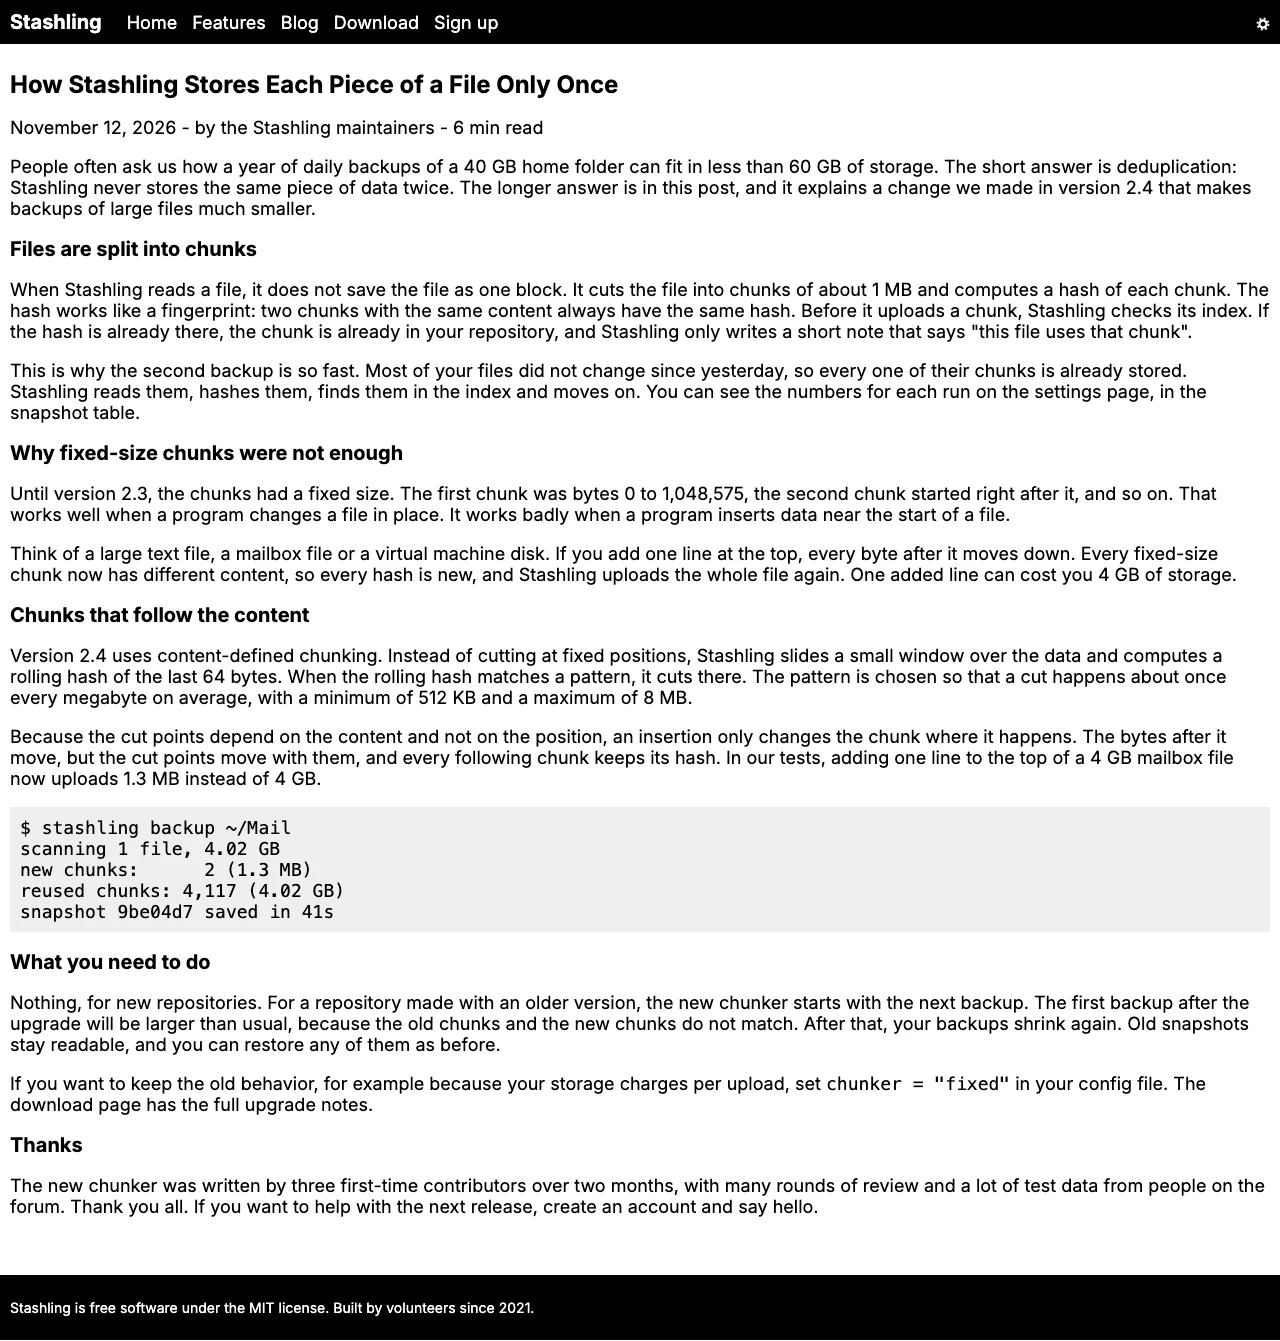 Stashling Home Features Blog Download Sign up
How Stashling Stores Each Piece of a File Only Once
November 12, 2026 - by the Stashling maintainers - 6 min read
People often ask us how a year of daily backups of a 40 GB home folder can fit in less than 60 GB of storage. The short answer is deduplication:
Stashling never stores the same piece of data twice. The longer answer is in this post, and it explains a change we made in version 2.4 that makes
backups of large files much smaller.
Files are split into chunks
When Stashling reads a file, it does not save the file as one block. It cuts the file into chunks of about 1 MB and computes a hash of each chunk. The
hash works like a fingerprint: two chunks with the same content always have the same hash. Before it uploads a chunk, Stashling checks its index. If
the hash is already there, the chunk is already in your repository, and Stashling only writes a short note that says "this file uses that chunk".
This is why the second backup is so fast. Most of your files did not change since yesterday, so every one of their chunks is already stored.
Stashling reads them, hashes them, finds them in the index and moves on. You can see the numbers for each run on the settings page, in the
snapshot table.
Why fixed-size chunks were not enough
Until version 2.3, the chunks had a fixed size. The first chunk was bytes 0 to 1,048,575, the second chunk started right after it, and so on. That
works well when a program changes a file in place. It works badly when a program inserts data near the start of a file.
Think of a large text file, a mailbox file or a virtual machine disk. If you add one line at the top, every byte after it moves down. Every fixed-size
chunk now has different content, so every hash is new, and Stashling uploads the whole file again. One added line can cost you 4 GB of storage.
Chunks that follow the content
Version 2.4 uses content-defined chunking. Instead of cutting at fixed positions, Stashling slides a small window over the data and computes a
rolling hash of the last 64 bytes. When the rolling hash matches a pattern, it cuts there. The pattern is chosen so that a cut happens about once
every megabyte on average, with a minimum of 512 KB and a maximum of 8 MB.
Because the cut points depend on the content and not on the position, an insertion only changes the chunk where it happens. The bytes after it
move, but the cut points move with them, and every following chunk keeps its hash. In our tests, adding one line to the top of a 4 GB mailbox file
now uploads 1.3 MB instead of 4 GB.
$ stashling backup ~/Mail
scanning 1 file, 4.02 GB
new chunks:      2 (1.3 MB)
reused chunks: 4,117 (4.02 GB)
snapshot 9be04d7 saved in 41s
What you need to do
Nothing, for new repositories. For a repository made with an older version, the new chunker starts with the next backup. The first backup after the
upgrade will be larger than usual, because the old chunks and the new chunks do not match. After that, your backups shrink again. Old snapshots
stay readable, and you can restore any of them as before.
If you want to keep the old behavior, for example because your storage charges per upload, set chunker = "fixed" in your config file. The
download page has the full upgrade notes.
Thanks
The new chunker was written by three first-time contributors over two months, with many rounds of review and a lot of test data from people on the
forum. Thank you all. If you want to help with the next release, create an account and say hello.
Stashling is free software under the MIT license. Built by volunteers since 2021.